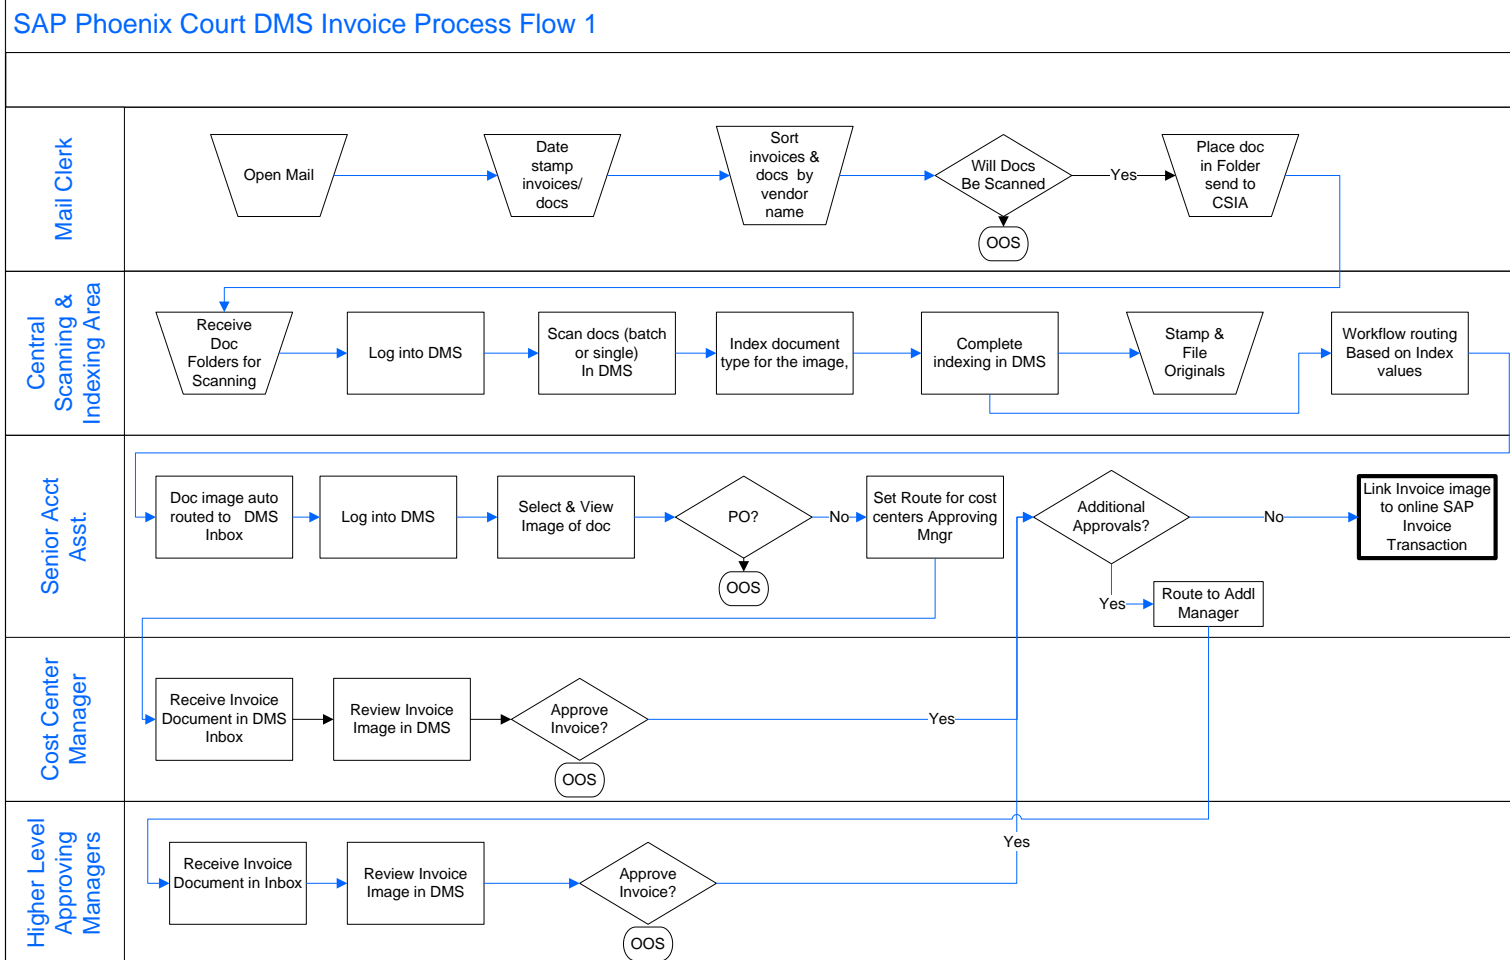 SAP Phoenix Court DMS Invoice Process Flow 1
Mail Clerk
Open Mail
Date
stamp
invoices/
docs
Sort
invoices &
docs by
vendor
name
Will Docs
Be Scanned
Yes
Place doc
in Folder
send to
CSIA
OOS
Central
Scanning &
Indexing Area
Receive
Doc
Folders for
Scanning
Log into DMS
Scan docs (batch
or single)
In DMS
Index document
type for the image,
Complete
indexing in DMS
Stamp &
File
Originals
Workflow routing
Based on Index
values
Senior Acct
Asst.
Doc image auto
routed to DMS
Inbox
Log into DMS
Select & View
Image of doc
PO?
No
OOS
Set Route for cost
centers Approving
Mngr
Additional
Approvals?
No
Link Invoice image
to online SAP
Invoice
Transaction
Yes
Route to Addl
Manager
Cost Center
Manager
Receive Invoice
Document in DMS
Inbox
Review Invoice
Image in DMS
Approve
Invoice?
Yes
OOS
Higher Level
Approving
Managers
Receive Invoice
Document in Inbox
Review Invoice
Image in DMS
Approve
Invoice?
Yes
OOS